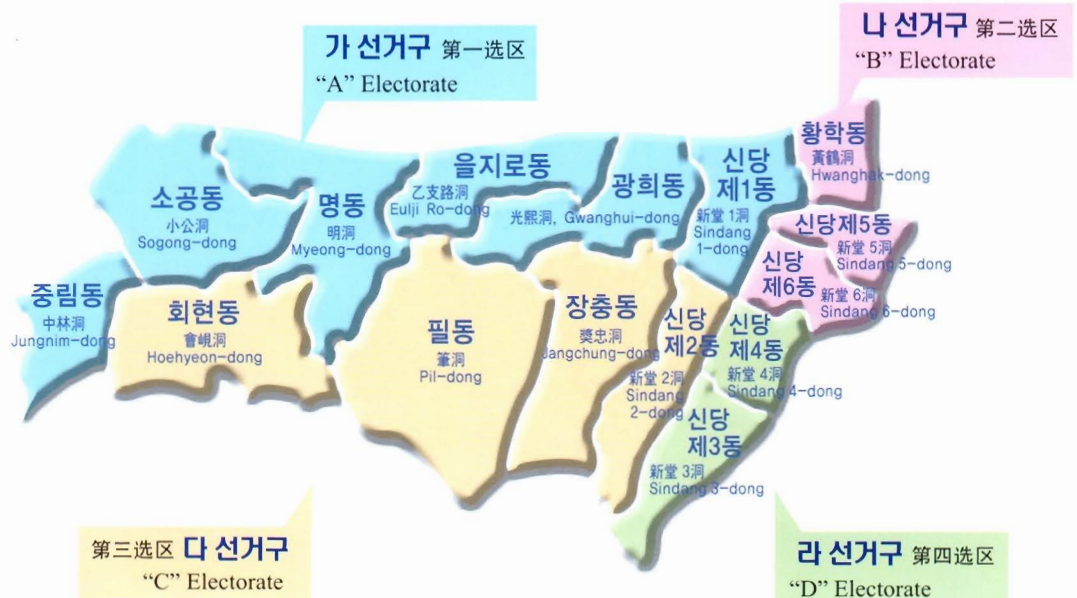 가 선거구 第一选区
“A” Electorate
나 선거구 第二选区
“B” Electorate
황학동
黃鶴洞
Hwanghak-dong
소공동
小公洞
Sogong-dong
명동
明洞
Myeong-dong
을지로동
乙支路洞
Eulji Ro-dong
광희동
光熙洞, Gwanghui-dong
신당
제1동
新堂 1洞
Sindang
1-dong
신당제5동
新堂 5洞
Sindang 5-dong
신당
제6동
新堂 6洞
Sindang 6-dong
중림동
中林洞
Jungnim-dong
회현동
會峴洞
Hoehyeon-dong
필동
筆洞
Pil-dong
장충동
奬忠洞
Jangchung-dong
신당
제2동
新堂 2洞
Sindang
2-dong
신당
제4동
新堂 4洞
Sindang 4-dong
신당
제3동
新堂 3洞
Sindang 3-dong
第三选区 다 선거구
“C” Electorate
라 선거구 第四选区
“D” Electorate